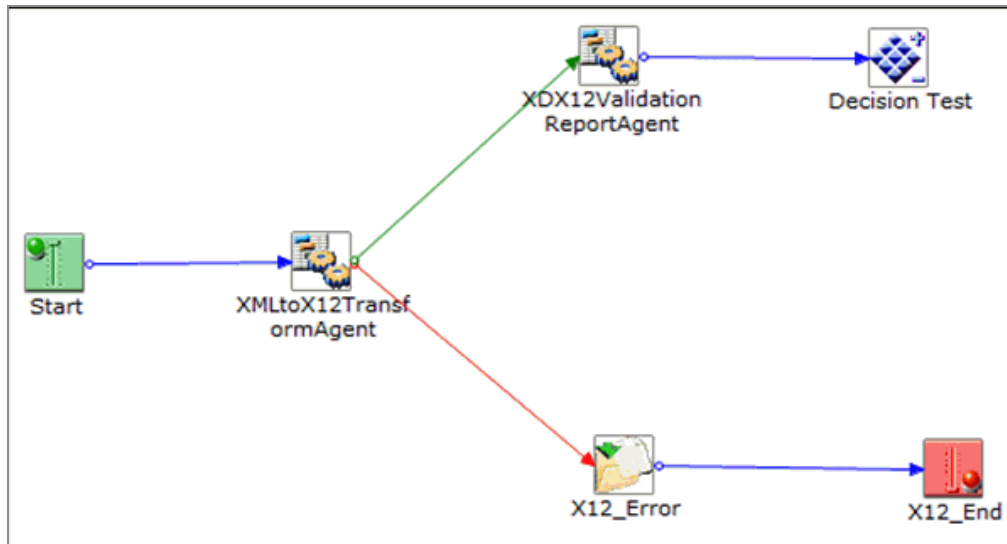 XDX12Validation
ReportAgent
Decision Test
Start
XMLtoX12Transf
ormAgent
X12_Error
X12_End